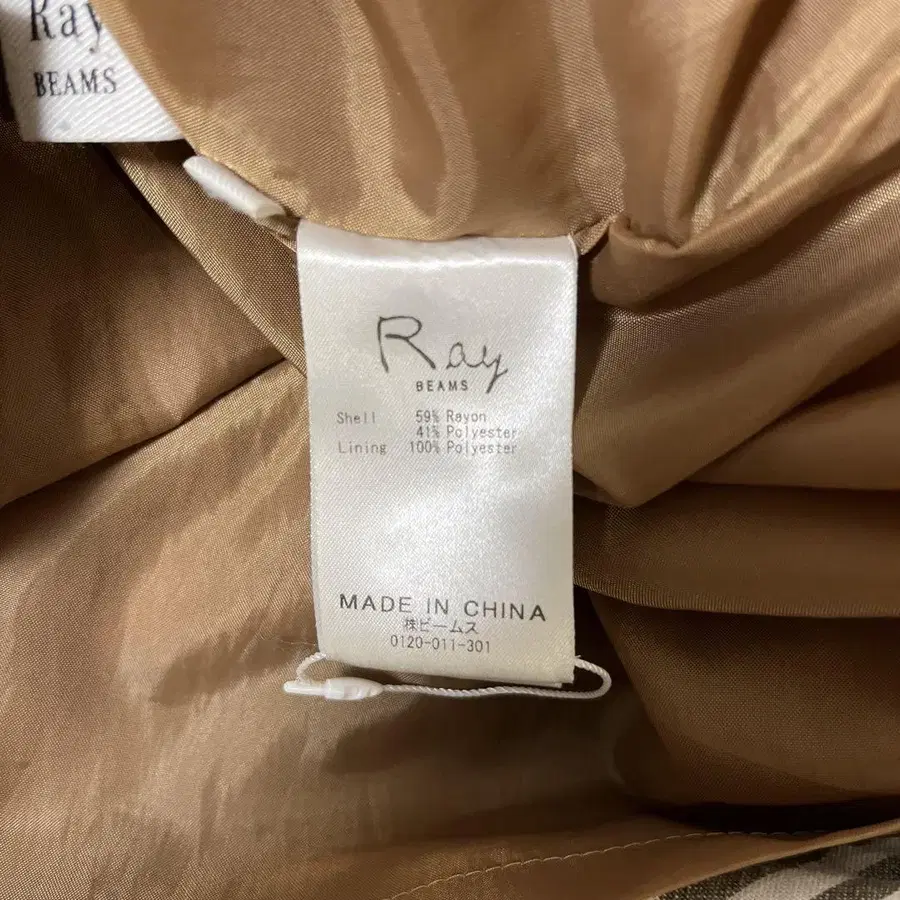 Ray
BEAMS
Ray
BEAMS
Shell 59% Rayon
41% Polyester
Lining 100% Polyester
MADE IN CHINA
㈱ビームス
0120-011-301